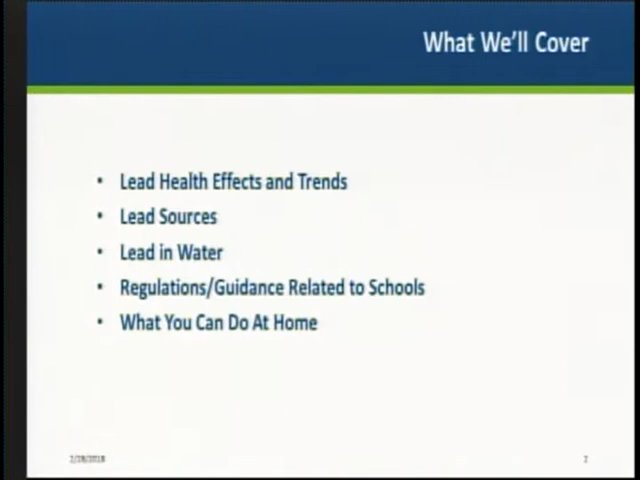 What We'll Cover
• Lead Health Effects and Trends
• Lead Sources
• Lead in Water
• Regulations/Guidance Related to Schools
• What You Can Do At Home
2/28/2018
2